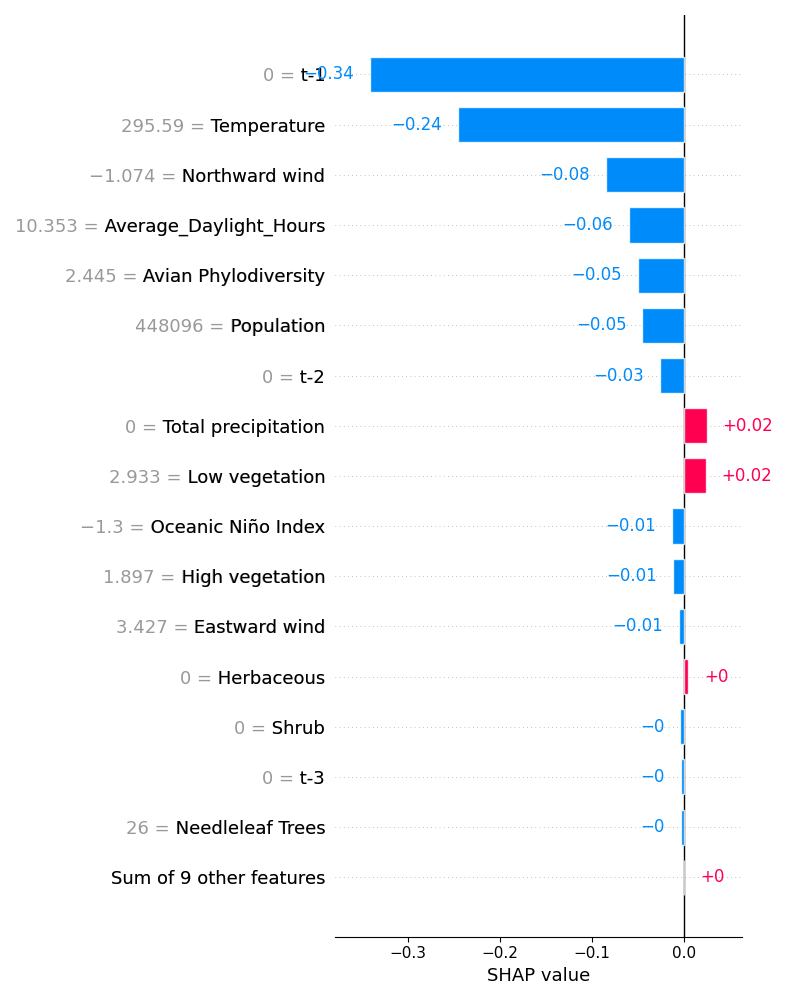 0 = t-1 −0.34
295.59 = Temperature −0.24
−1.074 = Northward wind −0.08
10.353 = Average_Daylight_Hours −0.06
2.445 = Avian Phylodiversity −0.05
448096 = Population −0.05
0 = t-2 −0.03
0 = Total precipitation +0.02
2.933 = Low vegetation +0.02
−1.3 = Oceanic Niño Index −0.01
1.897 = High vegetation −0.01
3.427 = Eastward wind −0.01
0 = Herbaceous +0
0 = Shrub −0
0 = t-3 −0
26 = Needleleaf Trees −0
Sum of 9 other features +0
−0.3 −0.2 −0.1 0.0
SHAP value